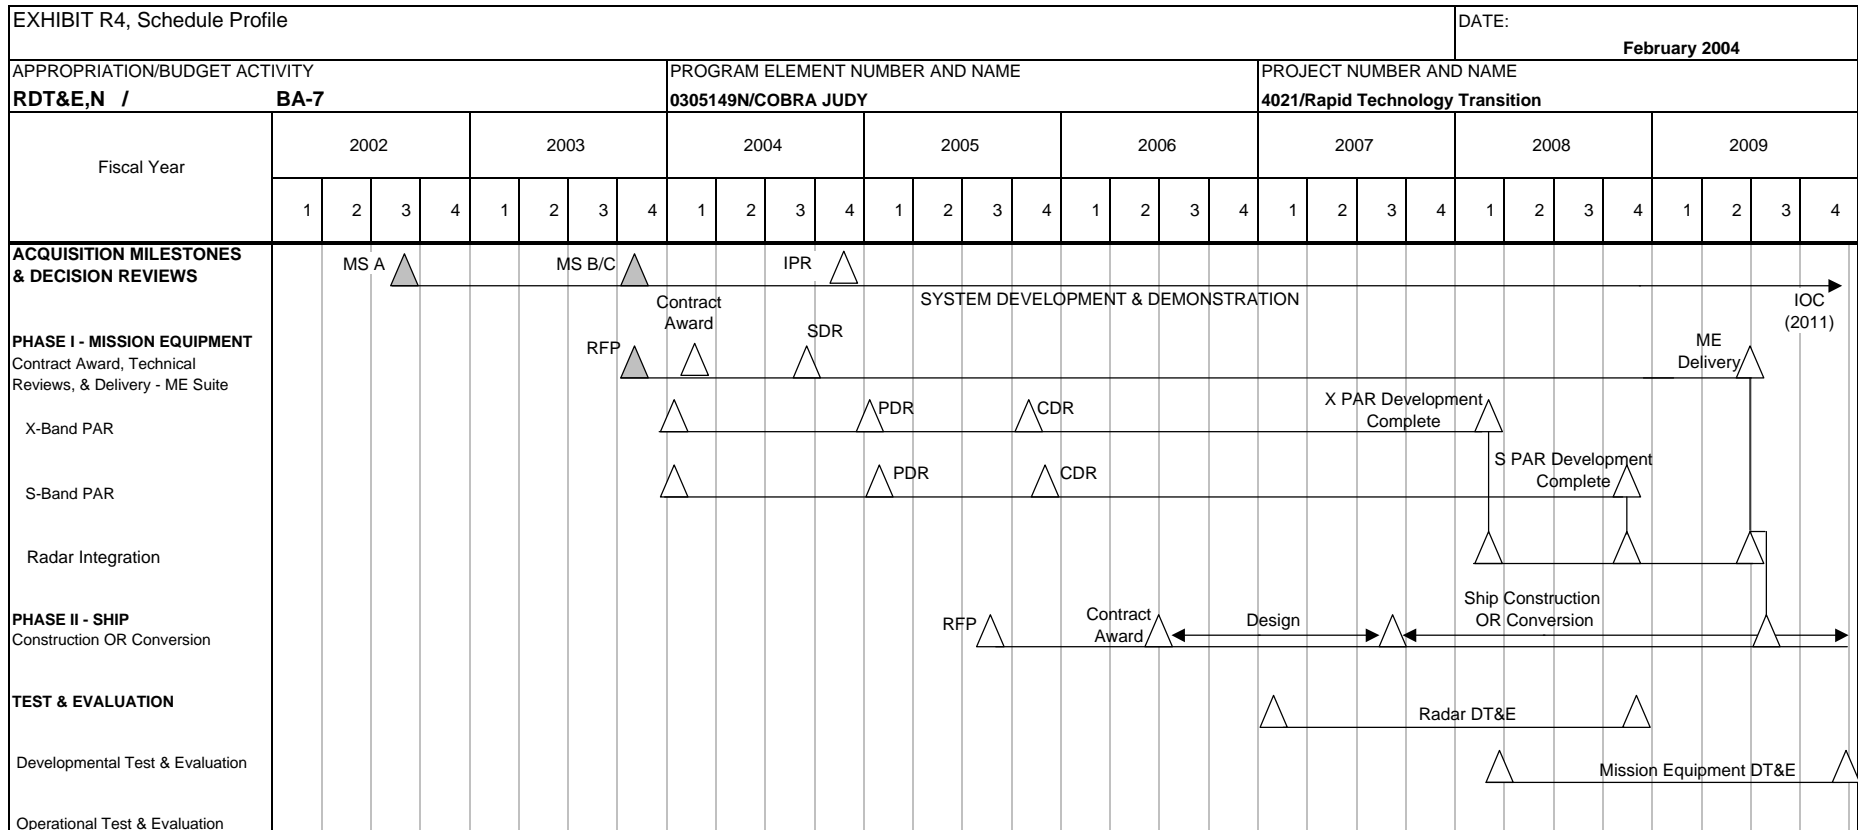 EXHIBIT R4, Schedule Profile
DATE:
February 2004
APPROPRIATION/BUDGET ACTIVITY
PROGRAM ELEMENT NUMBER AND NAME
PROJECT NUMBER AND NAME
RDT&E,N / BA-7
0305149N/COBRA JUDY
4021/Rapid Technology Transition
Fiscal Year
2002 2003 2004 2005 2006 2007 2008 2009
1 2 3 4 1 2 3 4 1 2 3 4 1 2 3 4 1 2 3 4 1 2 3 4 1 2 3 4 1 2 3 4
ACQUISITION MILESTONES
& DECISION REVIEWS
MS A
MS B/C
IPR
SYSTEM DEVELOPMENT & DEMONSTRATION
IOC
(2011)
Contract
Award
PHASE I - MISSION EQUIPMENT
Contract Award, Technical
Reviews, & Delivery - ME Suite
RFP
SDR
ME
Delivery
X-Band PAR
PDR
CDR
X PAR Development
Complete
S-Band PAR
PDR
CDR
S PAR Development
Complete
Radar Integration
PHASE II - SHIP
Construction OR Conversion
RFP
Contract
Award
Design
Ship Construction
OR Conversion
TEST & EVALUATION
Radar DT&E
Developmental Test & Evaluation
Mission Equipment DT&E
Operational Test & Evaluation